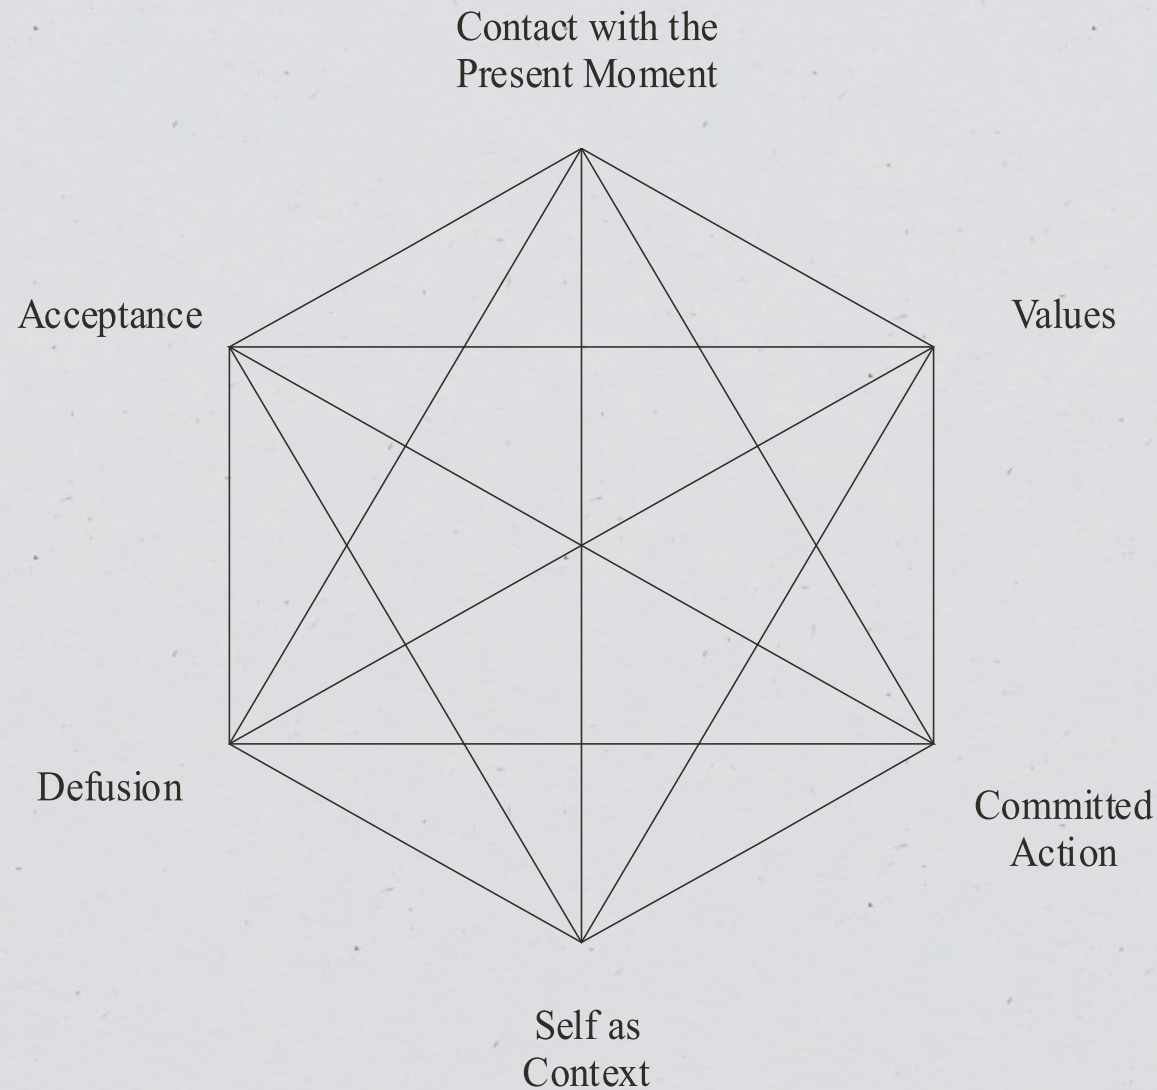 Contact with the
Present Moment
Acceptance
Values
Defusion
Committed
Action
Self as
Context